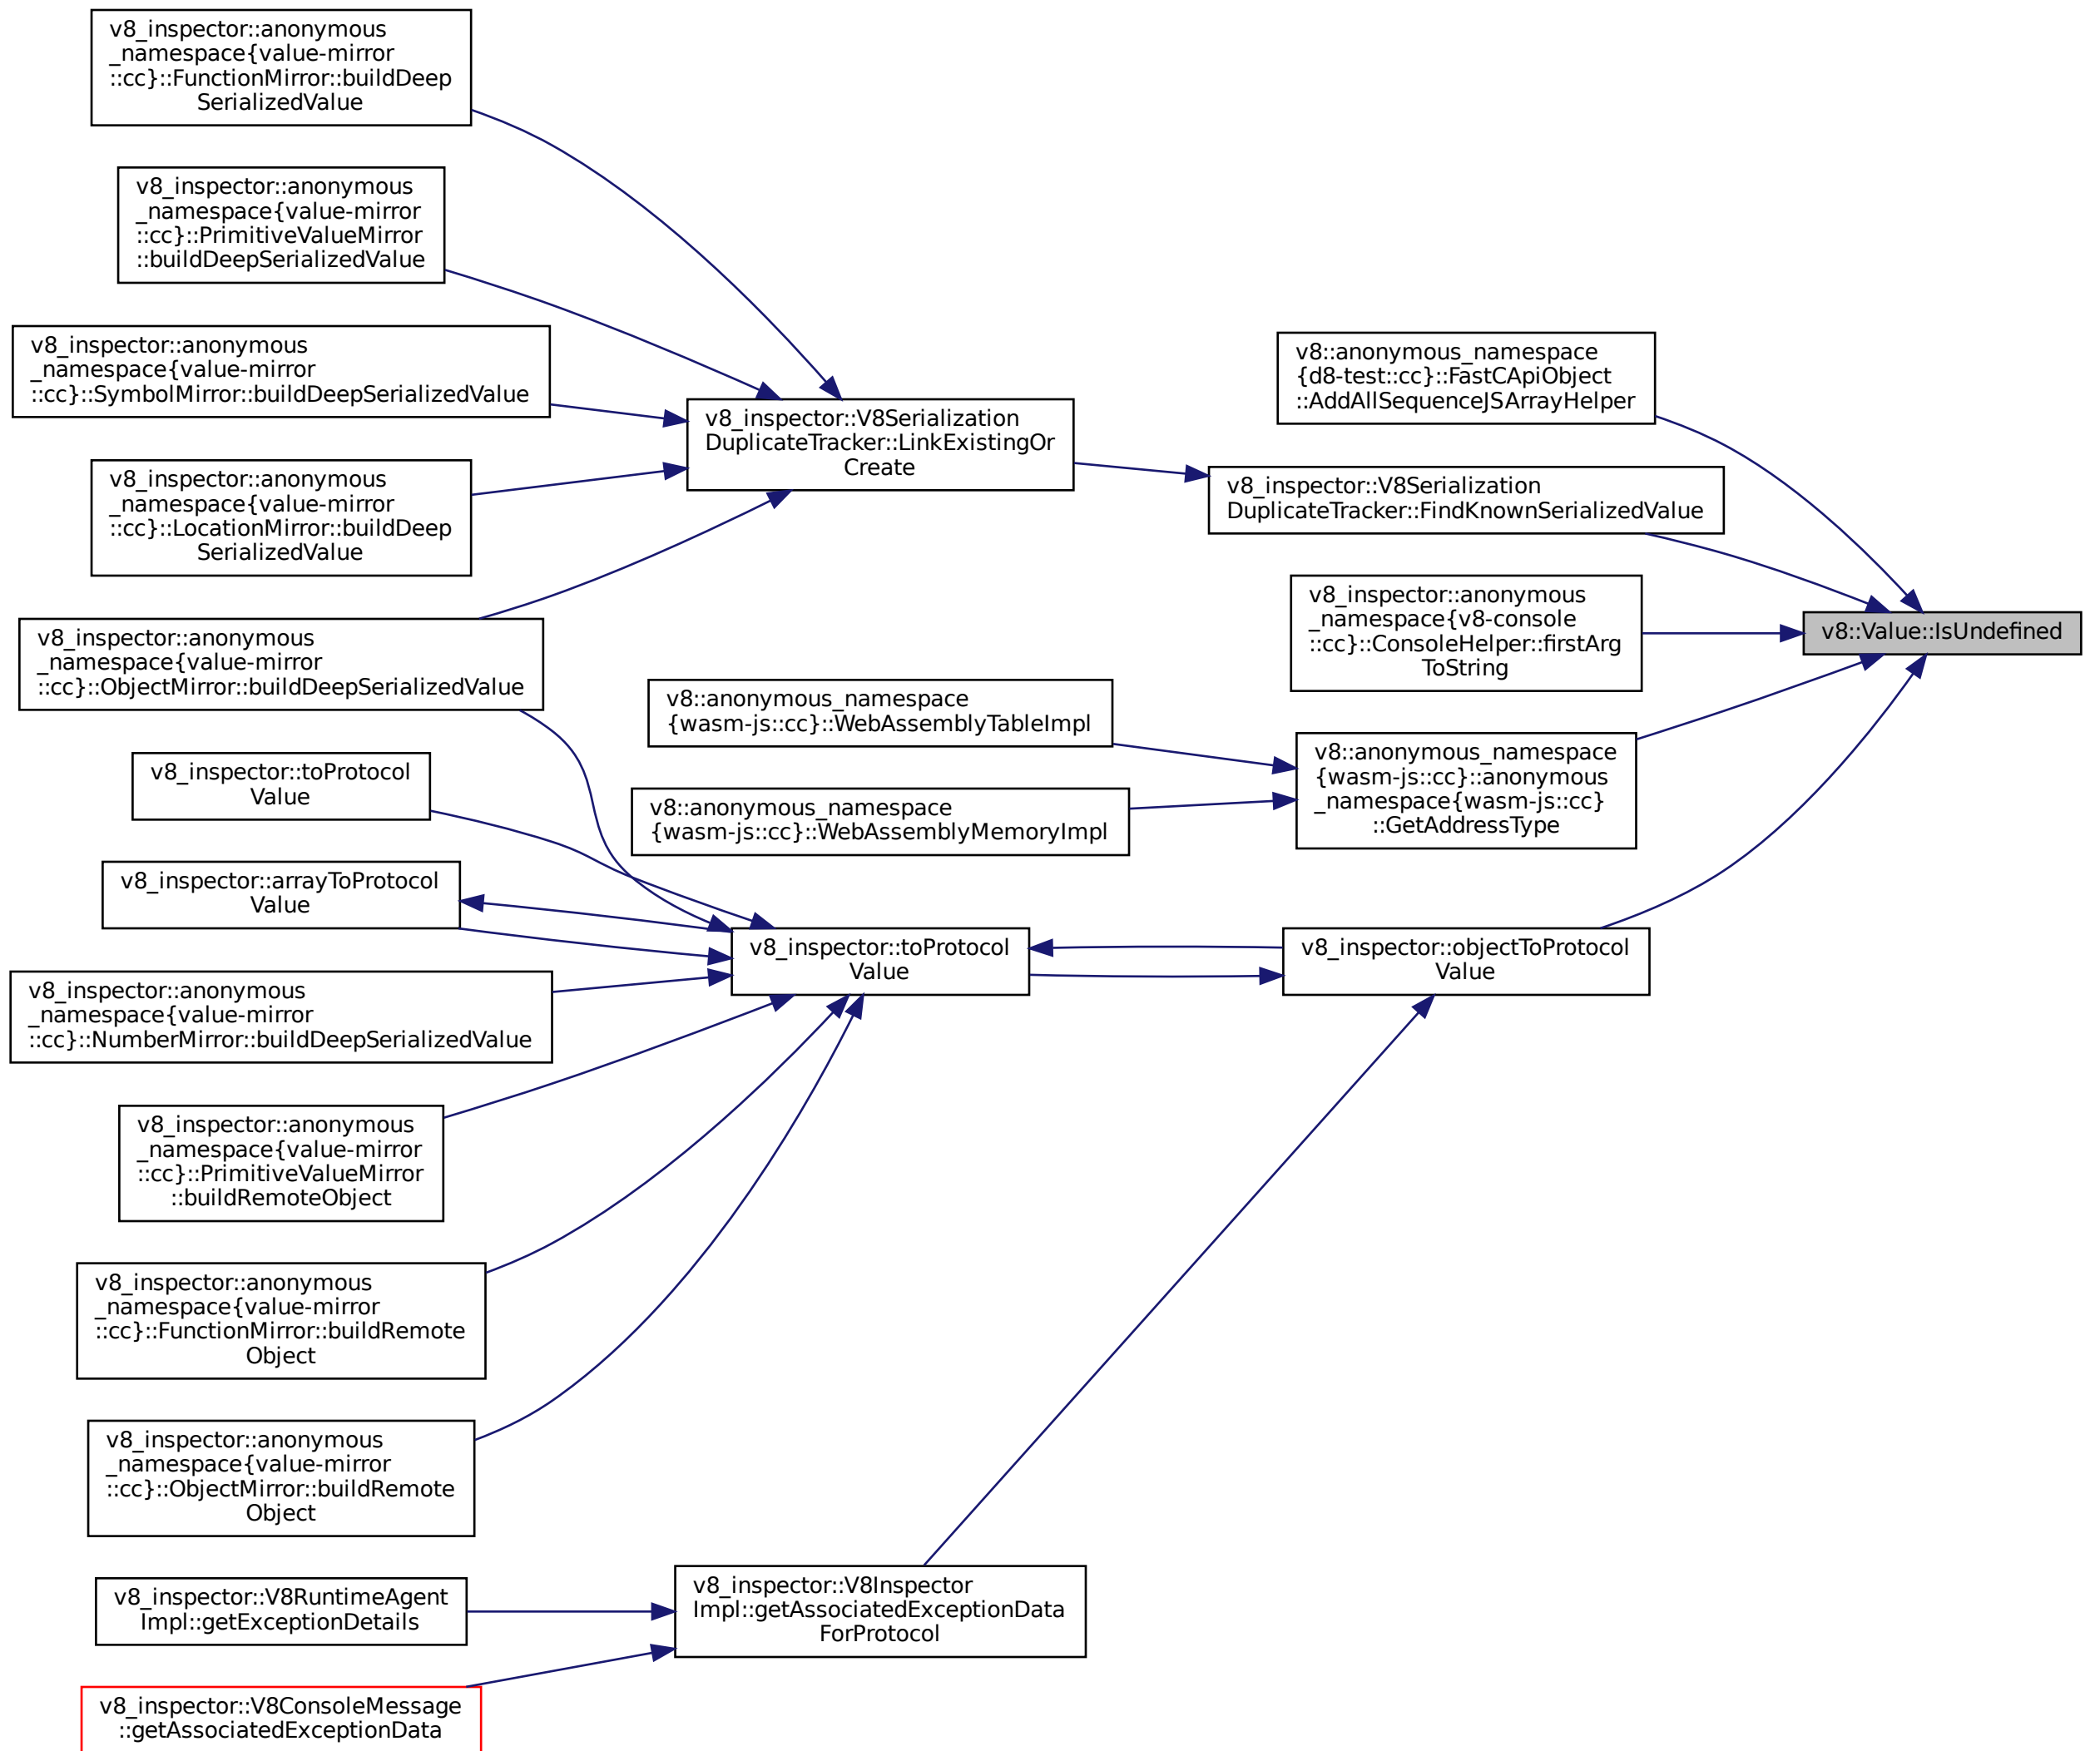 v8_inspector::anonymous
_namespace{value-mirror
::cc}::FunctionMirror::buildDeep
SerializedValue
v8_inspector::anonymous
_namespace{value-mirror
::cc}::PrimitiveValueMirror
::buildDeepSerializedValue
v8_inspector::anonymous
_namespace{value-mirror
::cc}::SymbolMirror::buildDeepSerializedValue
v8_inspector::anonymous
_namespace{value-mirror
::cc}::LocationMirror::buildDeep
SerializedValue
v8_inspector::anonymous
_namespace{value-mirror
::cc}::ObjectMirror::buildDeepSerializedValue
v8_inspector::toProtocol
Value
v8_inspector::arrayToProtocol
Value
v8_inspector::anonymous
_namespace{value-mirror
::cc}::NumberMirror::buildDeepSerializedValue
v8_inspector::anonymous
_namespace{value-mirror
::cc}::PrimitiveValueMirror
::buildRemoteObject
v8_inspector::anonymous
_namespace{value-mirror
::cc}::FunctionMirror::buildRemote
Object
v8_inspector::anonymous
_namespace{value-mirror
::cc}::ObjectMirror::buildRemote
Object
v8_inspector::V8RuntimeAgent
Impl::getExceptionDetails
v8_inspector::V8ConsoleMessage
::getAssociatedExceptionData
v8_inspector::V8Serialization
DuplicateTracker::LinkExistingOr
Create
v8::anonymous_namespace
{wasm-js::cc}::WebAssemblyTableImpl
v8::anonymous_namespace
{wasm-js::cc}::WebAssemblyMemoryImpl
v8_inspector::toProtocol
Value
v8_inspector::V8Inspector
Impl::getAssociatedExceptionData
ForProtocol
v8::anonymous_namespace
{d8-test::cc}::FastCApiObject
::AddAllSequenceJSArrayHelper
v8_inspector::V8Serialization
DuplicateTracker::FindKnownSerializedValue
v8_inspector::anonymous
_namespace{v8-console
::cc}::ConsoleHelper::firstArg
ToString
v8::anonymous_namespace
{wasm-js::cc}::anonymous
_namespace{wasm-js::cc}
::GetAddressType
v8_inspector::objectToProtocol
Value
v8::Value::IsUndefined